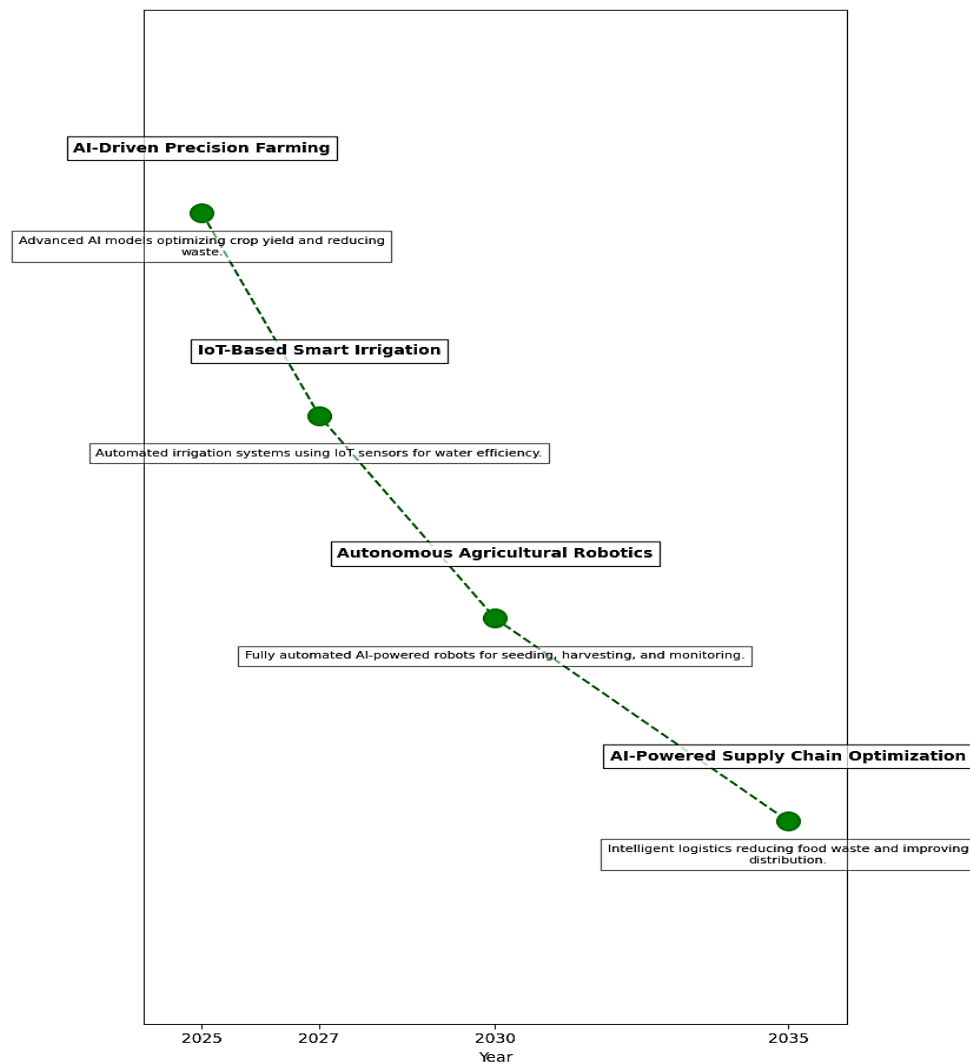 AI-Driven Precision Farming
Advanced AI models optimizing crop yield and reducing
waste.
IoT-Based Smart Irrigation
Automated irrigation systems using IoT sensors for water efficiency.
Autonomous Agricultural Robotics
Fully automated AI-powered robots for seeding, harvesting, and monitoring.
AI-Powered Supply Chain Optimization
Intelligent logistics reducing food waste and improving
distribution.
2025 2027 2030 2035
Year